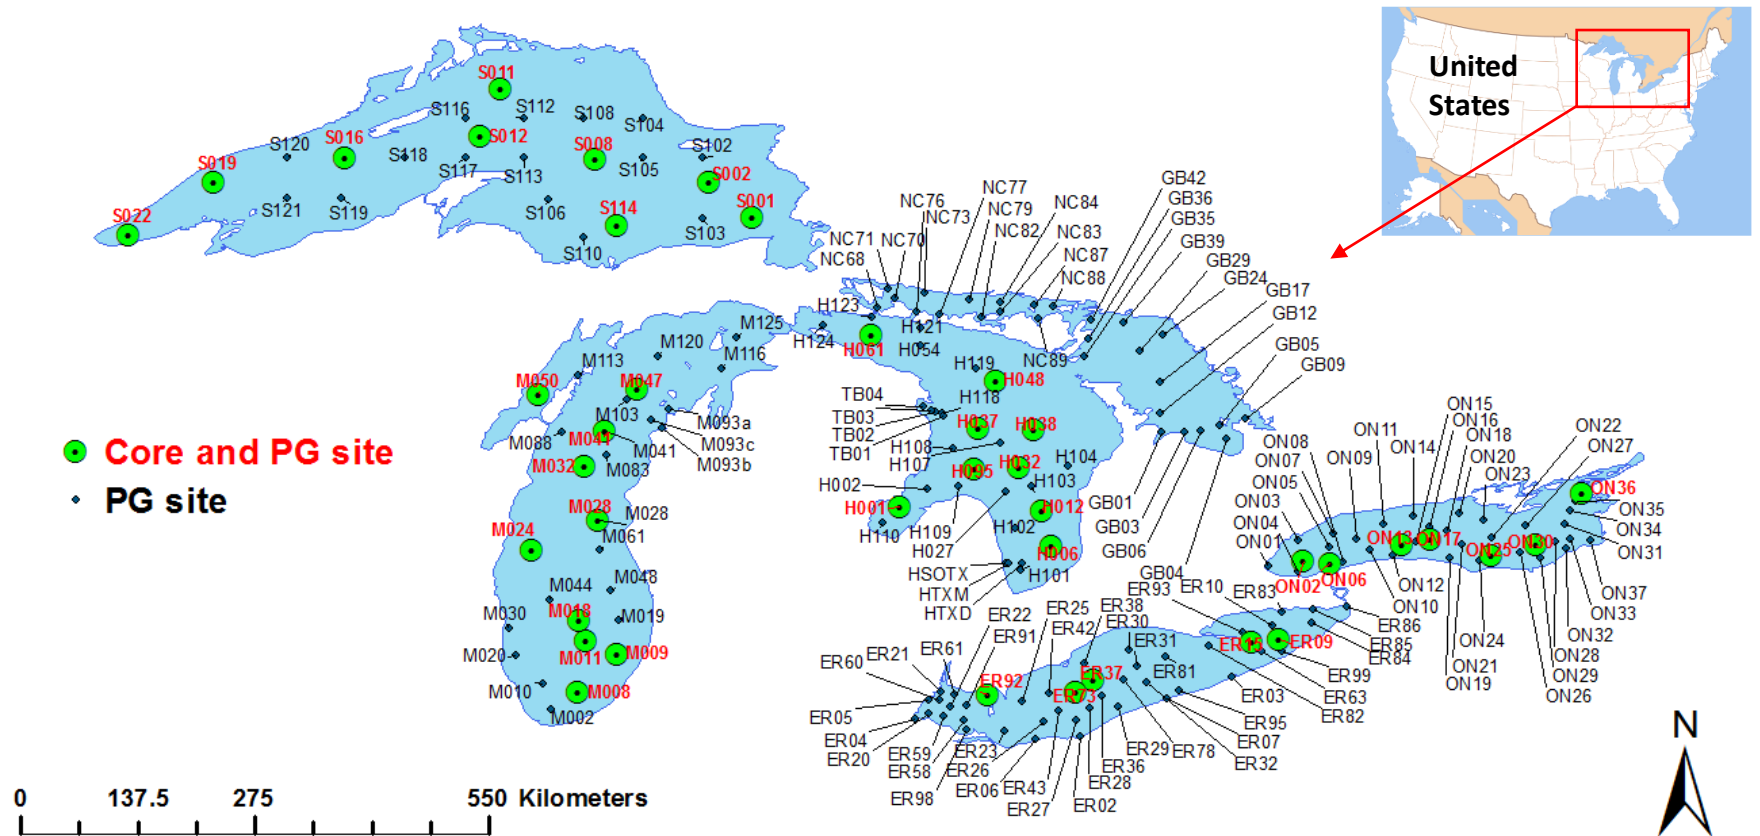 United
States
S011
S116
S112
S108
S104
S120
S016
S118
S012
S117
S113
S008
S105
S102
S019
S002
S121
S119
S106
S114
S001
S022
S103
S110
NC76
NC73
NC77
NC79
NC82
NC84
NC83
NC87
NC88
NC71
NC70
NC68
NC89
GB42
GB36
GB35
GB39
GB29
GB24
GB17
GB12
GB05
GB09
GB01
GB03
GB06
GB04
H123
H124
H061
H121
H054
H119
H048
H118
TB04
TB03
TB02
TB01
H037
H038
H108
H107
H095
H032
H104
H002
H103
H001
H012
H110
H109
H027
H102
H006
HSOTX
HTXM
HTXD
H101
M125
M120
M116
M113
M050
M047
M103
M093a
M093c
M093b
M088
M041
M041
M032
M083
M028
M028
M024
M061
M044
M048
M030
M018
M019
M020
M011
M009
M010
M008
M002
ON15
ON16
ON18
ON20
ON23
ON22
ON27
ON11
ON14
ON08
ON07
ON09
ON05
ON03
ON04
ON01
ON36
ON35
ON34
ON31
ON13
ON17
ON25
ON30
ON02
ON06
ON12
ON10
ON24
ON21
ON19
ON37
ON33
ON32
ON28
ON29
ON26
ER10
ER93
ER83
ER86
ER85
ER84
ER15
ER09
ER99
ER63
ER82
ER38
ER30
ER25
ER42
ER22
ER91
ER61
ER21
ER60
ER31
ER81
ER92
ER37
ER73
ER03
ER05
ER04
ER20
ER59
ER58
ER98
ER23
ER26
ER06
ER43
ER27
ER02
ER28
ER36
ER29
ER78
ER95
ER07
ER32
Core and PG site
PG site
0 137.5 275 550 Kilometers
N